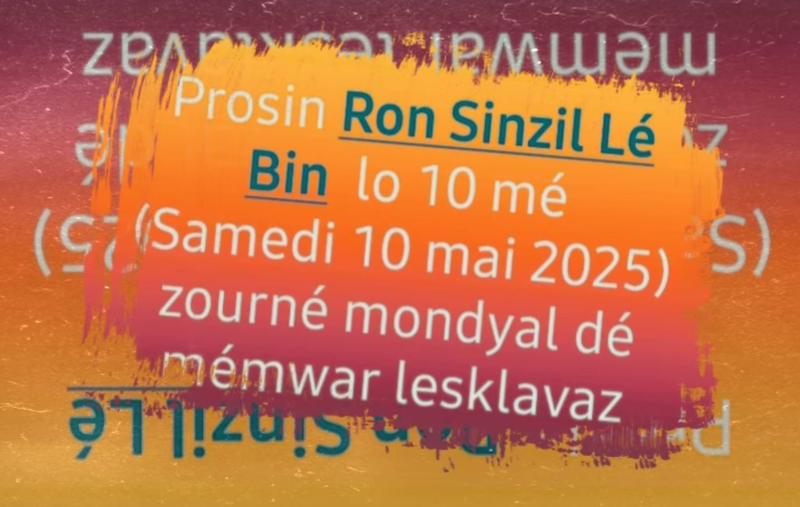 Prosin Ron Sinzil Lé
Bin lo 10 mé
(Samedi 10 mai 2025)
zourné mondyal dé
mémwar lesklavaz